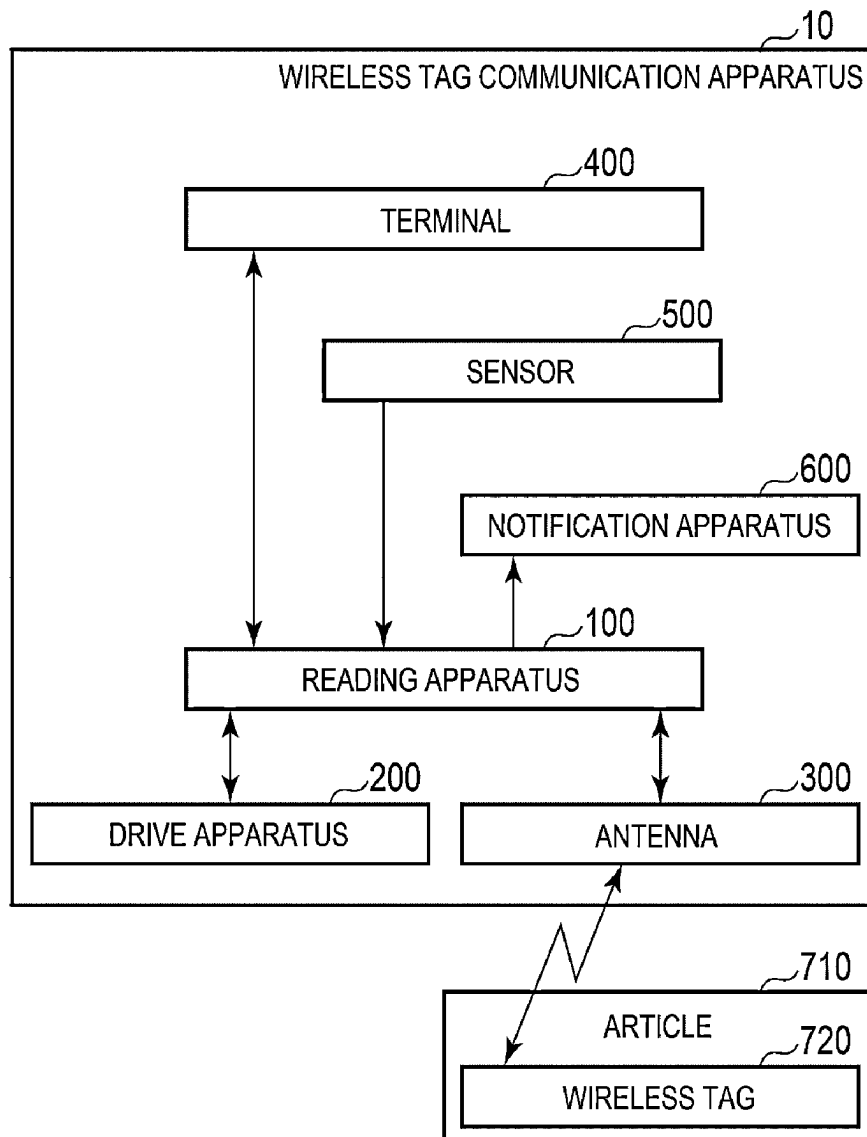 10
WIRELESS TAG COMMUNICATION APPARATUS
400
TERMINAL
500
SENSOR
600
NOTIFICATION APPARATUS
100
READING APPARATUS
200
DRIVE APPARATUS
300
ANTENNA
710
ARTICLE
720
WIRELESS TAG